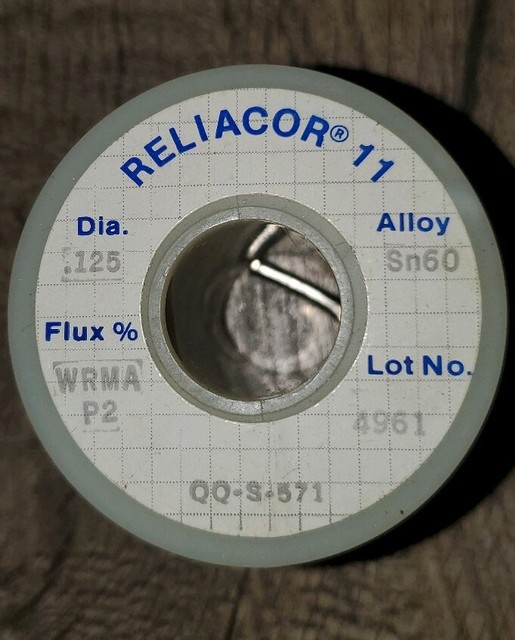 RELIACOR® 11
Dia.
.125
Alloy
Sn60
Flux %
WRMA
P2
Lot No.
4961
QQ-S-571